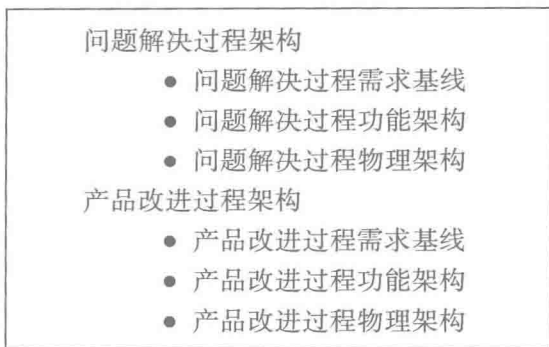 问题解决过程架构
● 问题解决过程需求基线
● 问题解决过程功能架构
● 问题解决过程物理架构
产品改进过程架构
● 产品改进过程需求基线
● 产品改进过程功能架构
● 产品改进过程物理架构